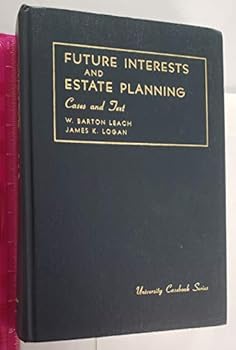 FUTURE INTERESTS
AND
ESTATE PLANNING
Cases and Text
W. BARTON LEACH
JAMES K. LOGAN
University Casebook Series